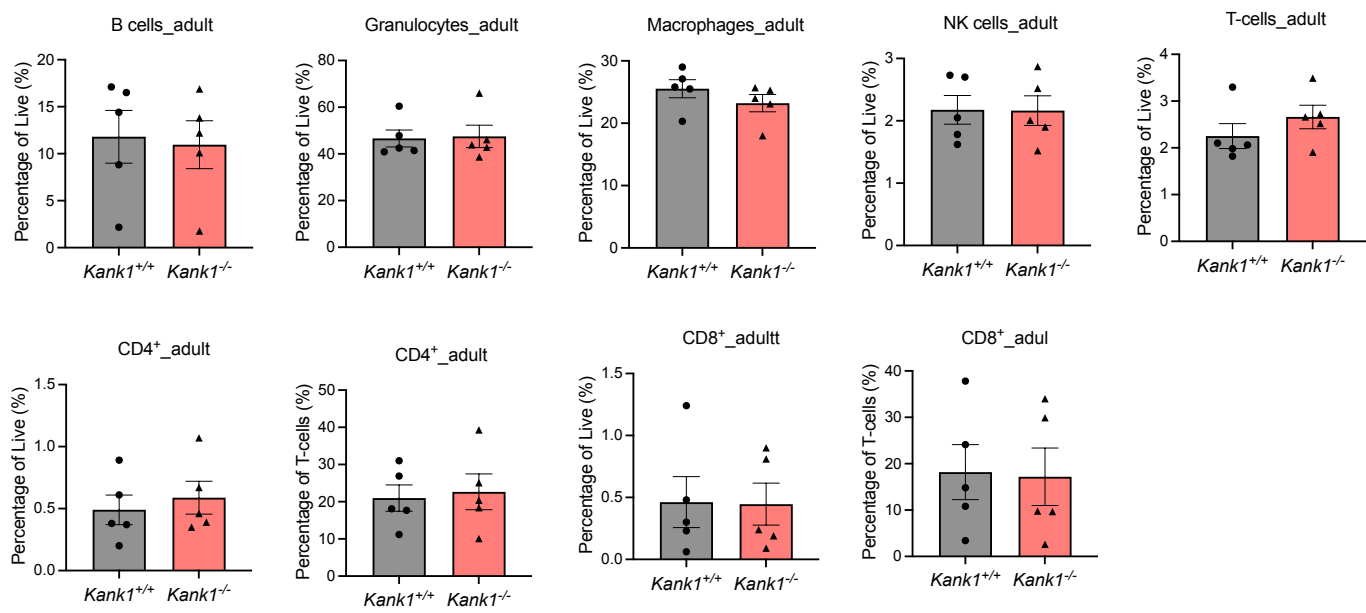 B cells_adult
Percentage of Live (%)
20
15
10
5
0
Kank1+/+ Kank1-/-
Granulocytes_adult
Percentage of Live (%)
80
60
40
20
0
Kank1+/+ Kank1-/-
Macrophages_adult
Percentage of Live (%)
30
20
10
0
Kank1+/+ Kank1-/-
NK cells_adult
Percentage of Live (%)
3
2
1
0
Kank1+/+ Kank1-/-
T-cells_adult
Percentage of Live (%)
4
3
2
1
0
Kank1+/+ Kank1-/-
CD4+_adult
Percentage of Live (%)
1.5
1.0
0.5
0.0
Kank1+/+ Kank1-/-
CD4+_adult
Percentage of T-cells (%)
50
40
30
20
10
0
Kank1+/+ Kank1-/-
CD8+_adultt
Percentage of Live (%)
1.5
1.0
0.5
0.0
Kank1+/+ Kank1-/-
CD8+_adul
Percentage of T-cells (%)
40
30
20
10
0
Kank1+/+ Kank1-/-